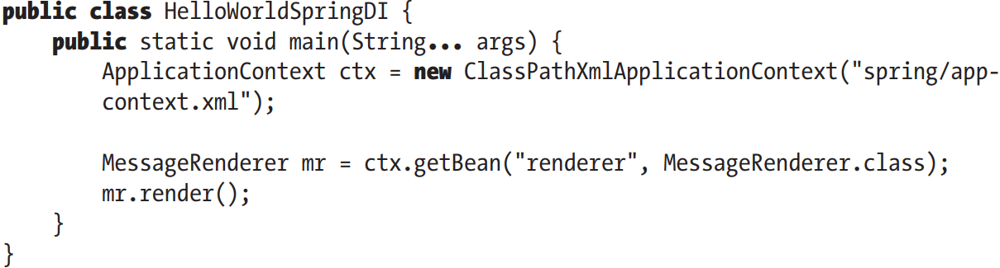 public class HelloWorldSpringDI {
    public static void main(String... args) {
        ApplicationContext ctx = new ClassPathXmlApplicationContext("spring/app-
        context.xml");

        MessageRenderer mr = ctx.getBean("renderer", MessageRenderer.class);
        mr.render();
    }
}